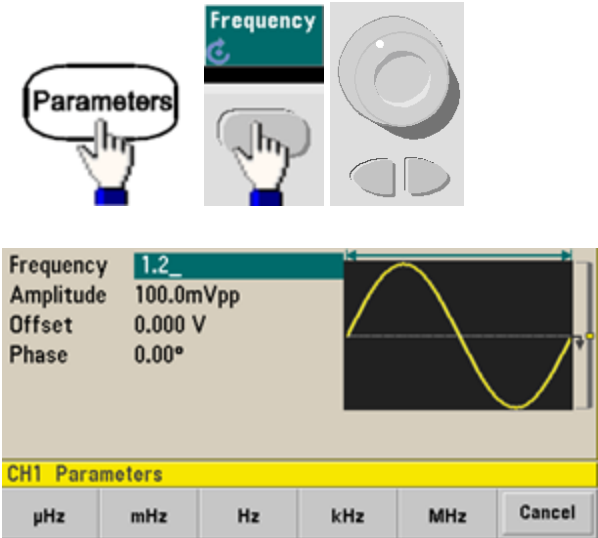 Frequency
Parameters
Frequency 1.2_
Amplitude 100.0mVpp
Offset 0.000 V
Phase 0.00°
CH1 Parameters
µHz mHz Hz kHz MHz Cancel